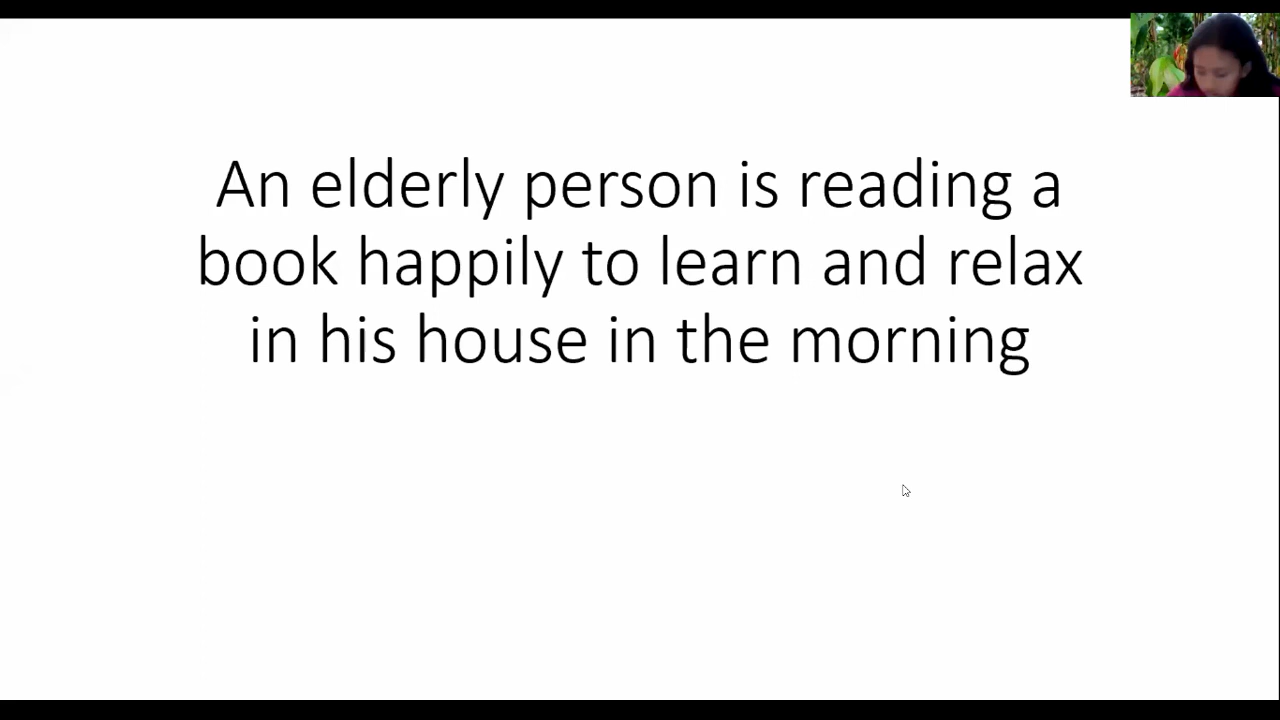 An elderly person is reading a
book happily to learn and relax
in his house in the morning